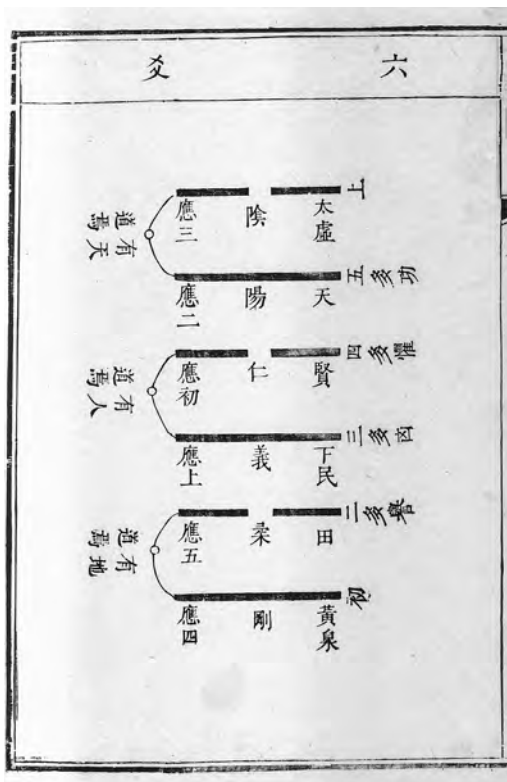 六爻
上
太虛
陰
應三
五多功
天
陽
應二
有天道焉
四多懼
賢
仁
應初
三多凶
下民
義
應上
有人道焉
二多譽
田
柔
應五
初
黃泉
剛
應四
有地道焉